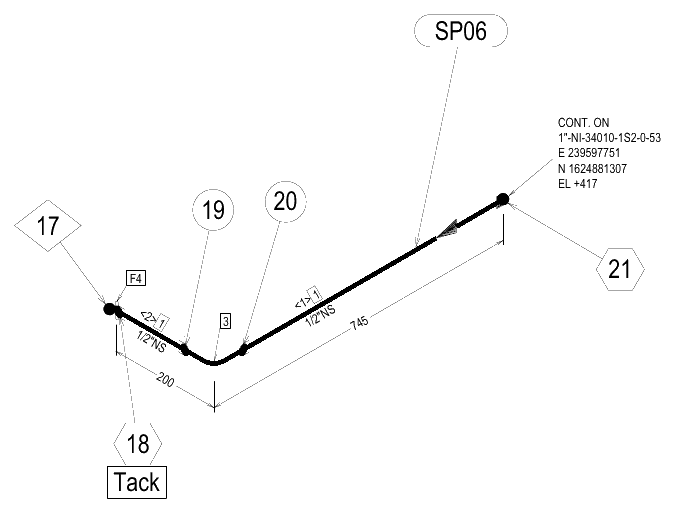 SP06
CONT. ON
1"-NI-34010-1S2-0-53
E 239597751
N 1624881307
EL +417
17
19
20
21
F4
<2> 1
1/2"NS
3
<1> 1
1/2"NS
745
200
18
Tack